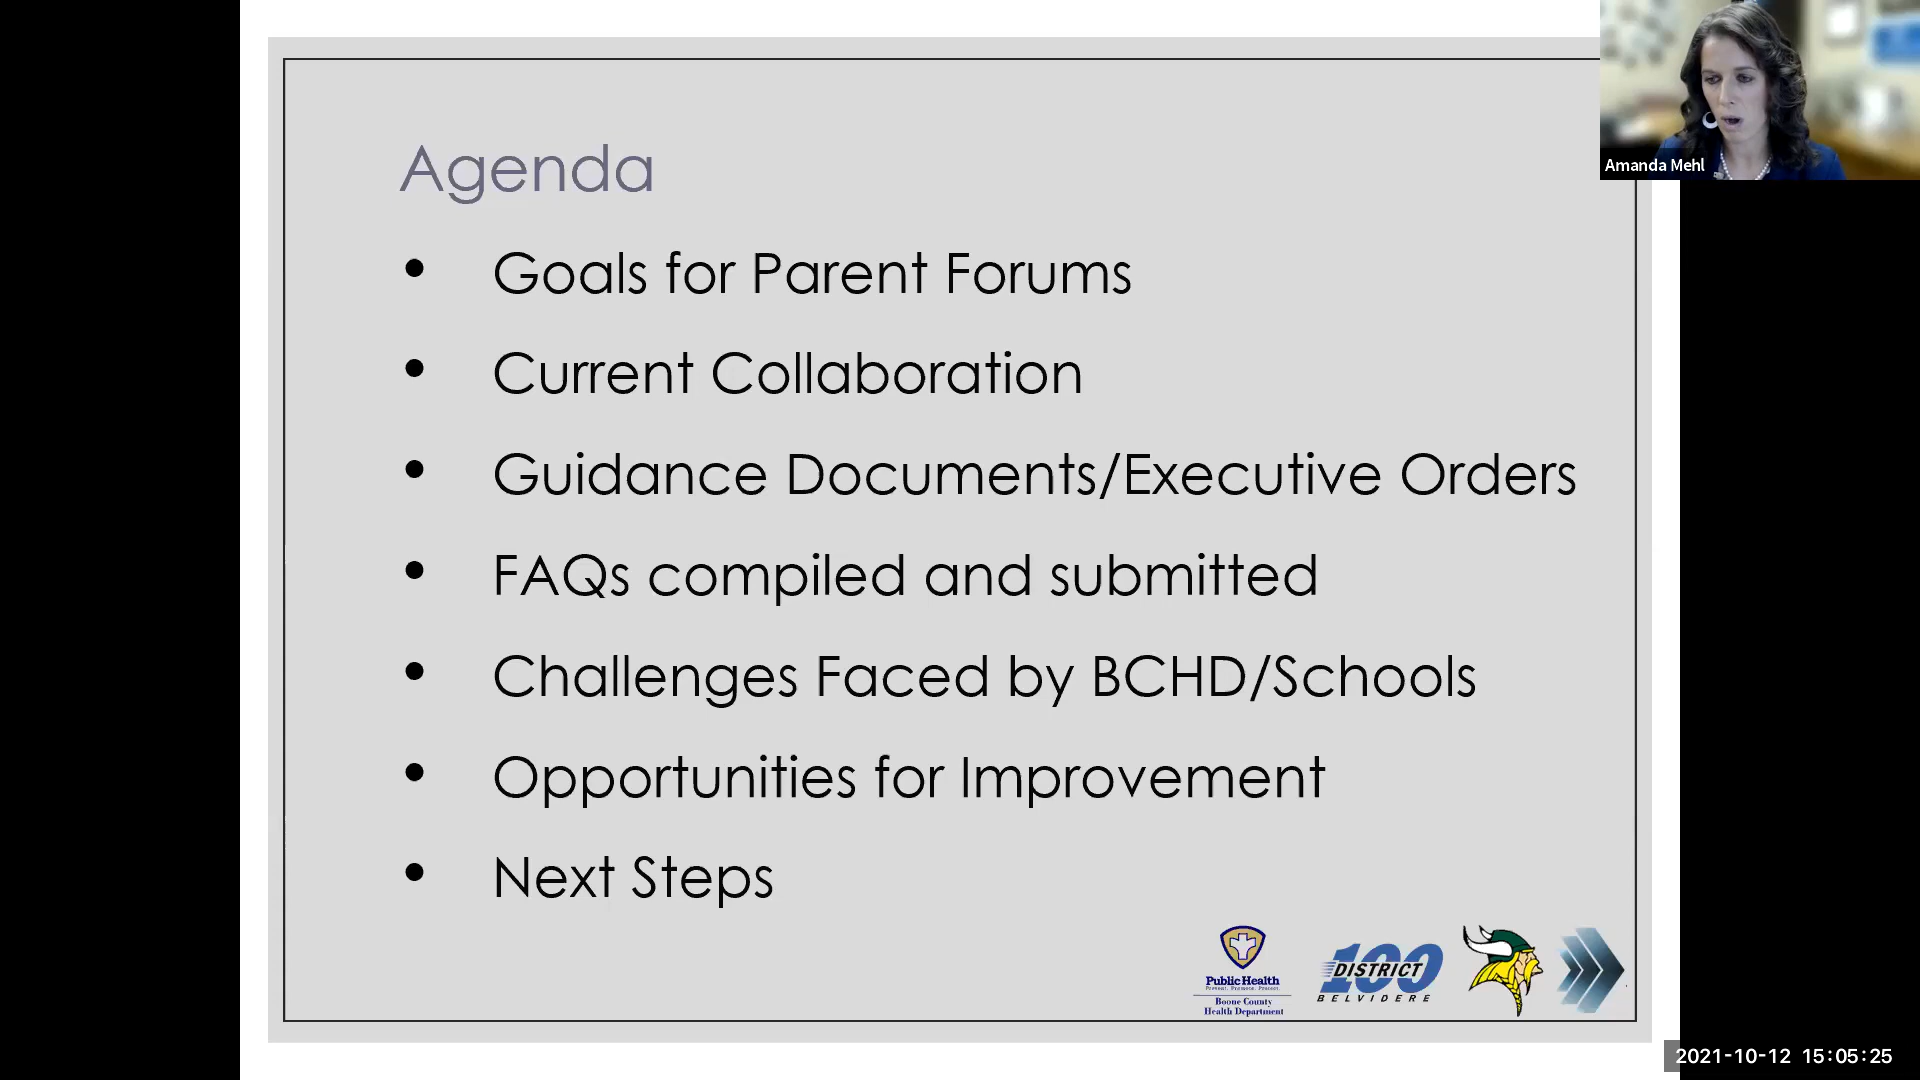 Agenda
• Goals for Parent Forums
• Current Collaboration
• Guidance Documents/Executive Orders
• FAQs compiled and submitted
• Challenges Faced by BCHD/Schools
• Opportunities for Improvement
• Next Steps
Amanda Mehl
Public Health
Prevent. Promote. Protect.
Boone County
Health Department
100
DISTRICT
BELVIDERE
2021-10-12 15:05:25